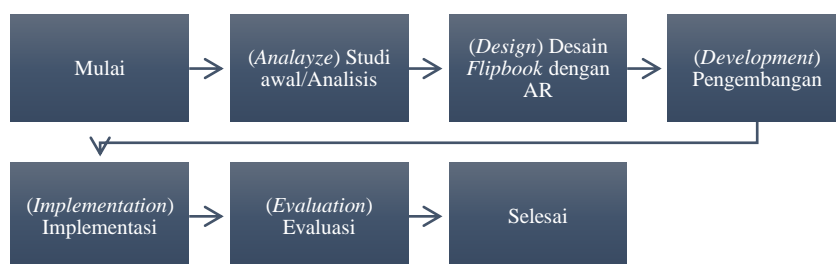 Mulai
(Analayze) Studi
awal/Analisis
(Design) Desain
Flipbook dengan
AR
(Development)
Pengembangan
(Implementation)
Implementasi
(Evaluation)
Evaluasi
Selesai